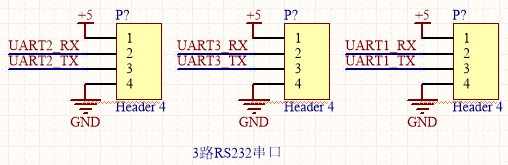 +5 P? +5 P? +5 P?
1 1 1
UART2_RX 2 UART3_RX 2 UART1_RX 2
UART2_TX 3 UART3_TX 3 UART1_TX 3
4 4 4
Header 4 Header 4 Header 4
GND GND GND
3路RS232串口